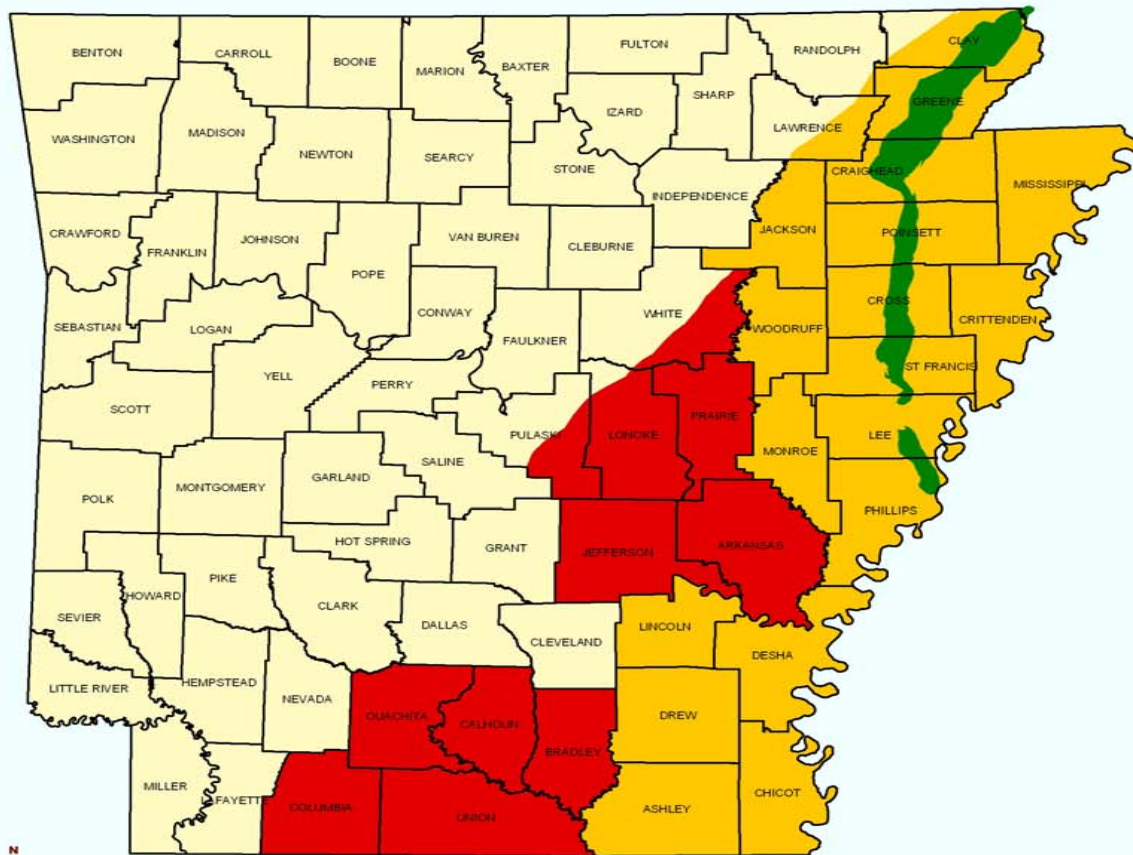 N
BENTON
CARROLL
BOONE
MARION
BAXTER
FULTON
RANDOLPH
CLAY
SHARP
IZARD
GREENE
LAWRENCE
WASHINGTON
MADISON
NEWTON
SEARCY
STONE
INDEPENDENCE
CRAIGHEAD
MISSISSIPPI
CRAWFORD
FRANKLIN
JOHNSON
POPE
VAN BUREN
CLEBURNE
JACKSON
POINSETT
SEBASTIAN
LOGAN
CONWAY
FAULKNER
WHITE
WOODRUFF
CROSS
CRITTENDEN
YELL
PERRY
ST FRANCIS
SCOTT
PULASKI
LONOKE
PRAIRIE
MONROE
LEE
POLK
MONTGOMERY
GARLAND
SALINE
PHILLIPS
HOT SPRING
GRANT
JEFFERSON
ARKANSAS
SEVIER
HOWARD
PIKE
CLARK
DALLAS
CLEVELAND
LINCOLN
DESHA
LITTLE RIVER
HEMPSTEAD
NEVADA
OUACHITA
CALHOUN
BRADLEY
DREW
MILLER
LAFAYETTE
COLUMBIA
UNION
ASHLEY
CHICOT
N